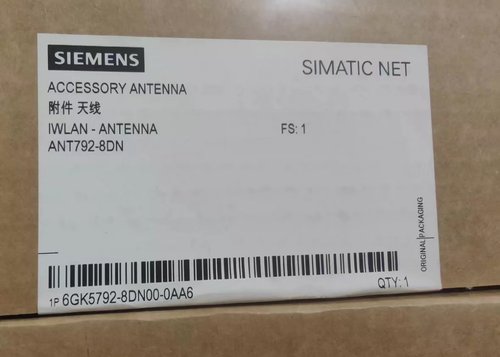 SIEMENS
SIMATIC NET
ACCESSORY ANTENNA
附件 天线
IWLAN - ANTENNA FS: 1
ANT792-8DN
ORIGINAL PACKAGING
1P 6GK5792-8DN00-0AA6
QTY: 1